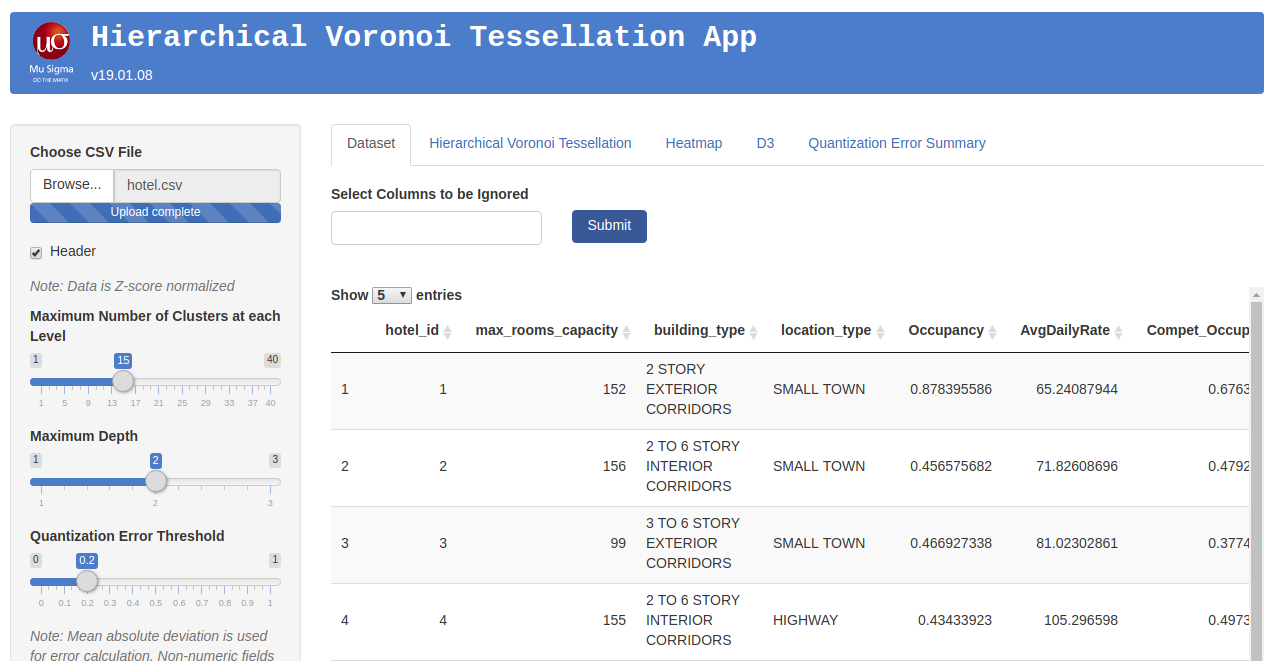 Hierarchical Voronoi Tessellation App
uσ
Mu Sigma
DO THE MATH
v19.01.08
Choose CSV File
Browse... hotel.csv
Upload complete
Header
Note: Data is Z-score normalized
Maximum Number of Clusters at each
Level
1 15 40
1 5 9 13 17 21 25 29 33 37 40
Maximum Depth
1 2 3
1 2 3
Quantization Error Threshold
0 0.2 1
0 0.1 0.2 0.3 0.4 0.5 0.6 0.7 0.8 0.9 1
Note: Mean absolute deviation is used
for error calculation. Non-numeric fields
Dataset Hierarchical Voronoi Tessellation Heatmap D3 Quantization Error Summary
Select Columns to be Ignored
Submit
Show 5 entries
hotel_id max_rooms_capacity building_type location_type Occupancy AvgDailyRate Compet_Occup
2 STORY
1 1 152 EXTERIOR SMALL TOWN 0.878395586 65.24087944 0.6763
CORRIDORS
2 TO 6 STORY
2 2 156 INTERIOR SMALL TOWN 0.456575682 71.82608696 0.4792
CORRIDORS
3 TO 6 STORY
3 3 99 EXTERIOR SMALL TOWN 0.466927338 81.02302861 0.3774
CORRIDORS
2 TO 6 STORY
4 4 155 INTERIOR HIGHWAY 0.43433923 105.296598 0.4973
CORRIDORS